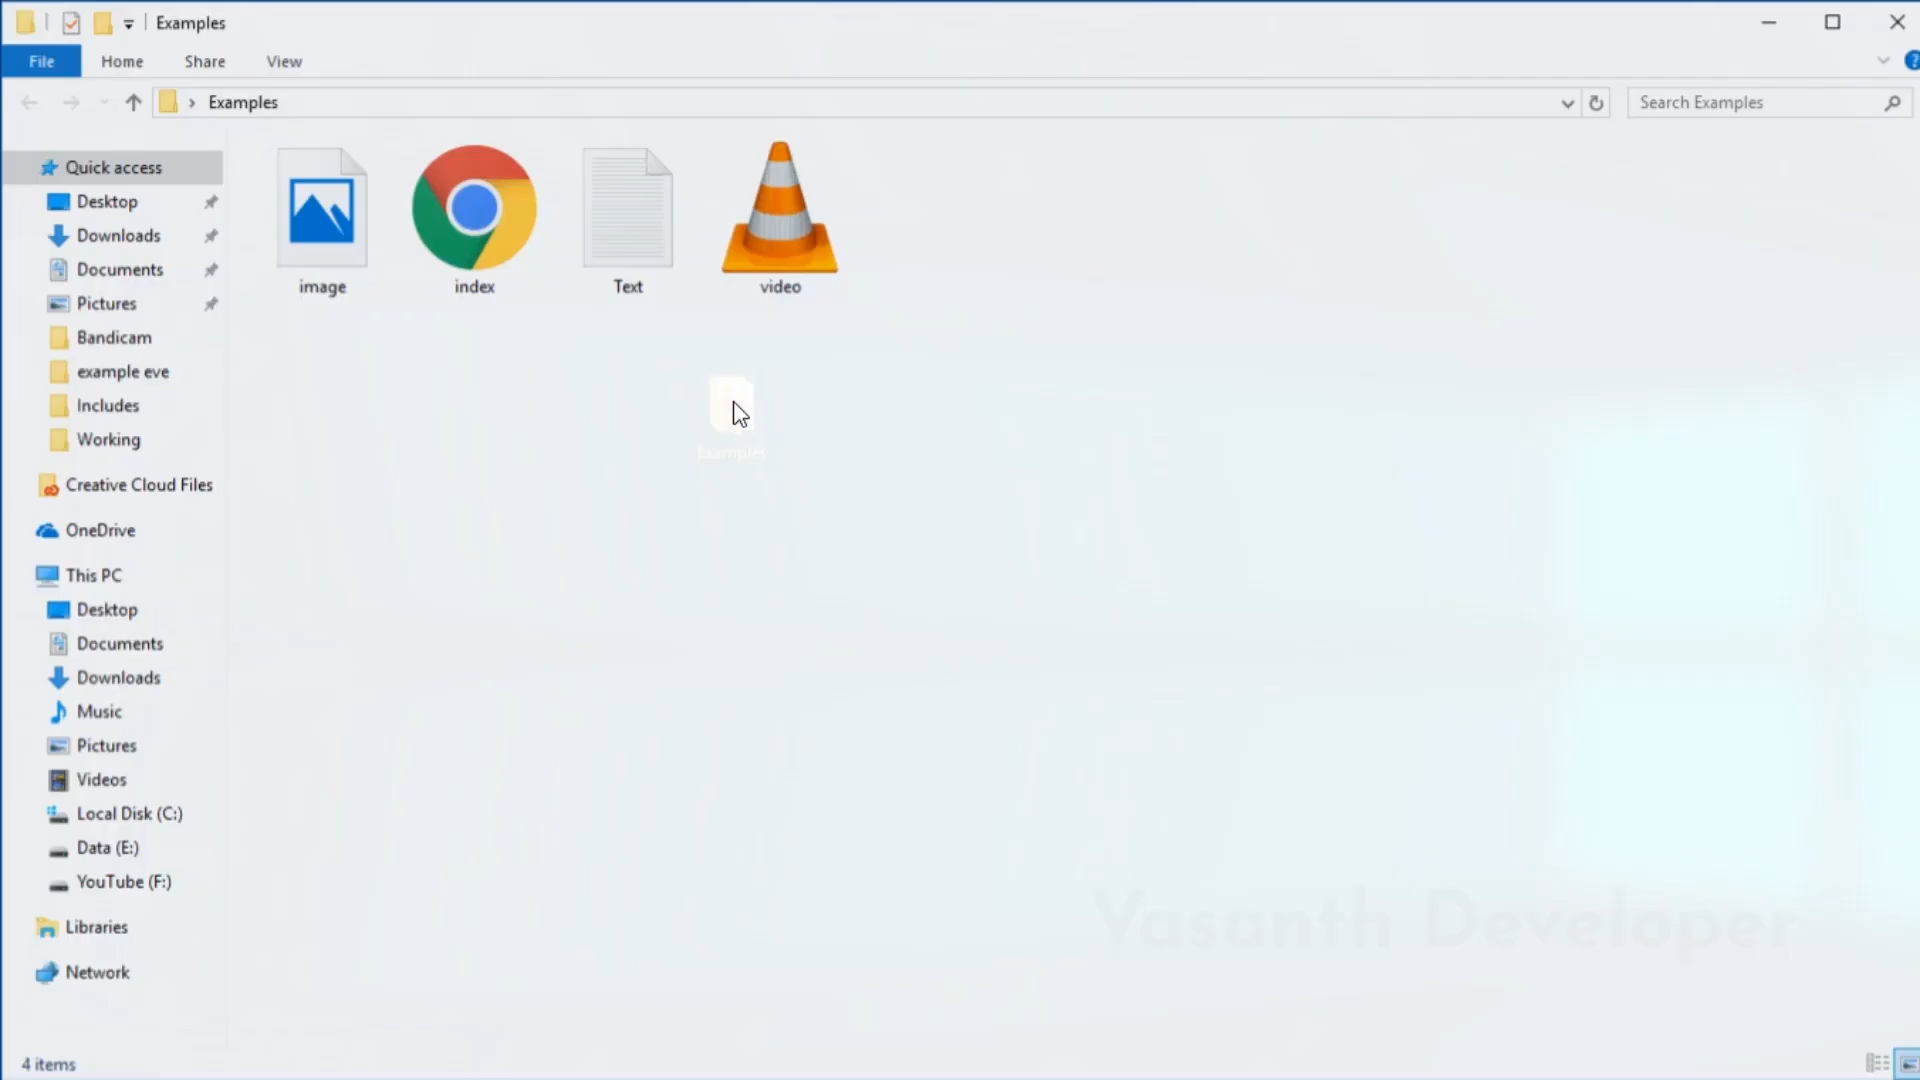 Examples
File Home Share View
Examples
Search Examples
Quick access
Desktop
Downloads
Documents
Pictures
Bandicam
example eve
Includes
Working
Creative Cloud Files
OneDrive
This PC
Desktop
Documents
Downloads
Music
Pictures
Videos
Local Disk (C:)
Data (E:)
YouTube (F:)
Libraries
Network
image index Text video
Examples
Vasanth Developer
4 items